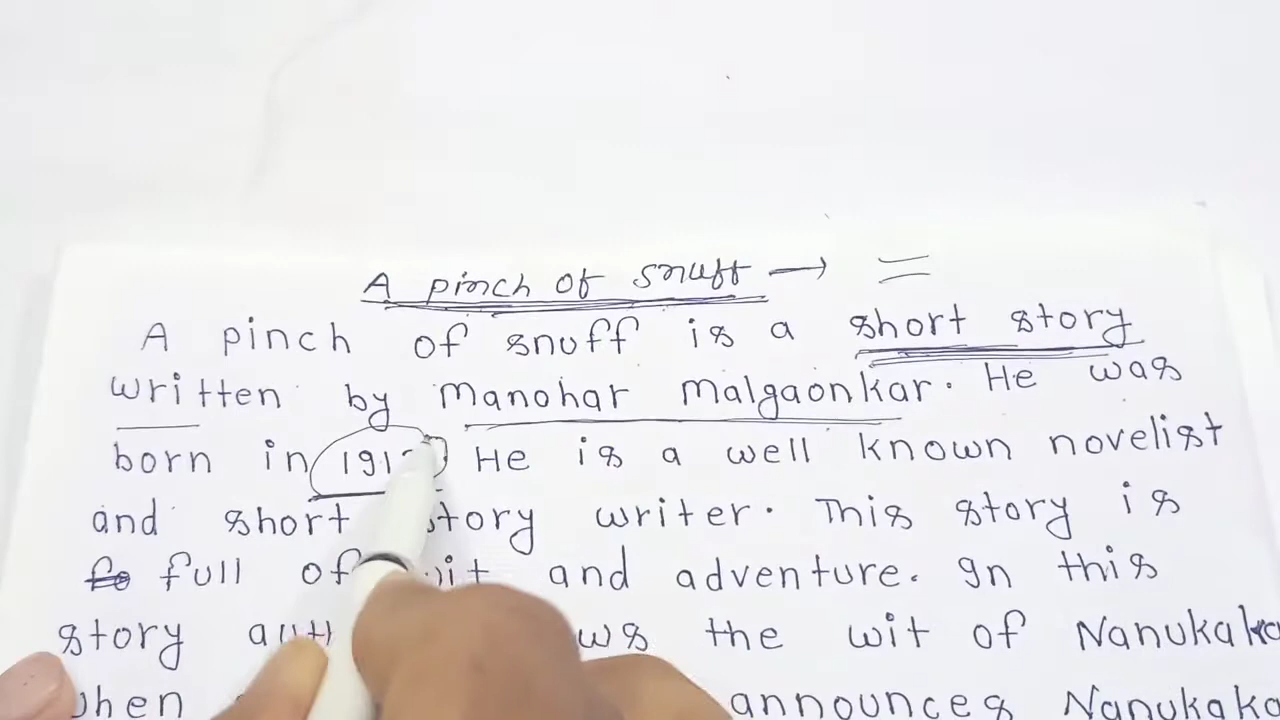 A pinch of snuff → =
A pinch of snuff is a short story
written by Manohar Malgaonkar. He was
born in He is a well known novelist
and short story writer. This story is
full of wit and adventure. In this
story the wit of Nanukaka
announces Nanukaka